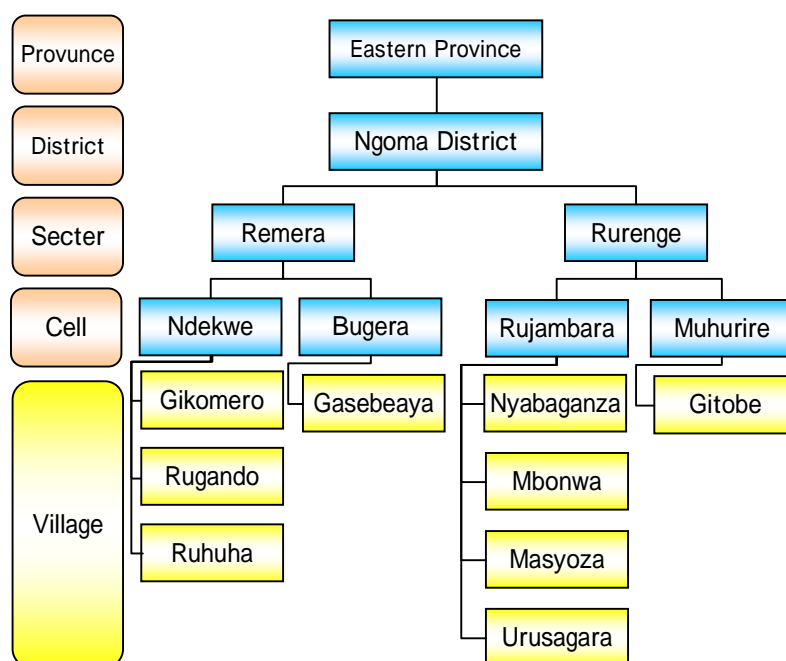 Provunce
Eastern Province
District
Ngoma District
Secter
Remera
Rurenge
Cell
Ndekwe
Bugera
Rujambara
Muhurire
Village
Gikomero
Gasebeaya
Nyabaganza
Gitobe
Rugando
Mbonwa
Ruhuha
Masyoza
Urusagara